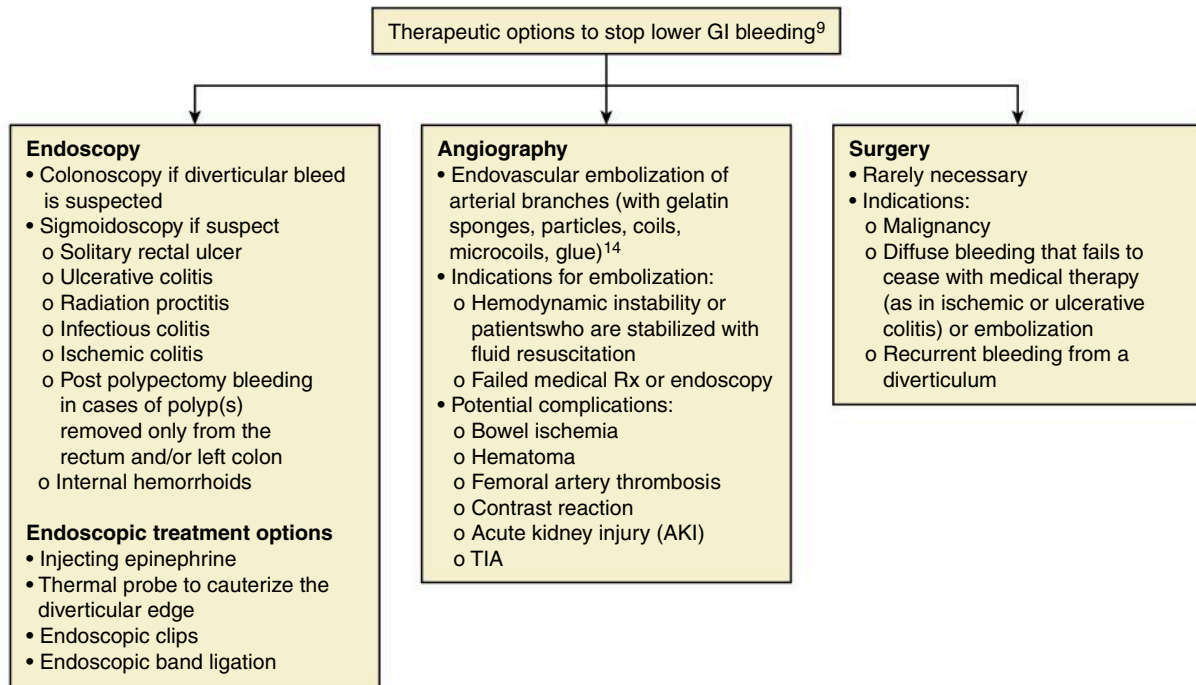 Therapeutic options to stop lower GI bleeding⁹
Endoscopy
• Colonoscopy if diverticular bleed
is suspected
• Sigmoidoscopy if suspect
o Solitary rectal ulcer
o Ulcerative colitis
o Radiation proctitis
o Infectious colitis
o Ischemic colitis
o Post polypectomy bleeding
in cases of polyp(s)
removed only from the
rectum and/or left colon
o Internal hemorrhoids
Endoscopic treatment options
• Injecting epinephrine
• Thermal probe to cauterize the
diverticular edge
• Endoscopic clips
• Endoscopic band ligation
Angiography
• Endovascular embolization of
arterial branches (with gelatin
sponges, particles, coils,
microcoils, glue)¹⁴
• Indications for embolization:
o Hemodynamic instability or
patientswho are stabilized with
fluid resuscitation
o Failed medical Rx or endoscopy
• Potential complications:
o Bowel ischemia
o Hematoma
o Femoral artery thrombosis
o Contrast reaction
o Acute kidney injury (AKI)
o TIA
Surgery
• Rarely necessary
• Indications:
o Malignancy
o Diffuse bleeding that fails to
cease with medical therapy
(as in ischemic or ulcerative
colitis) or embolization
o Recurrent bleeding from a
diverticulum